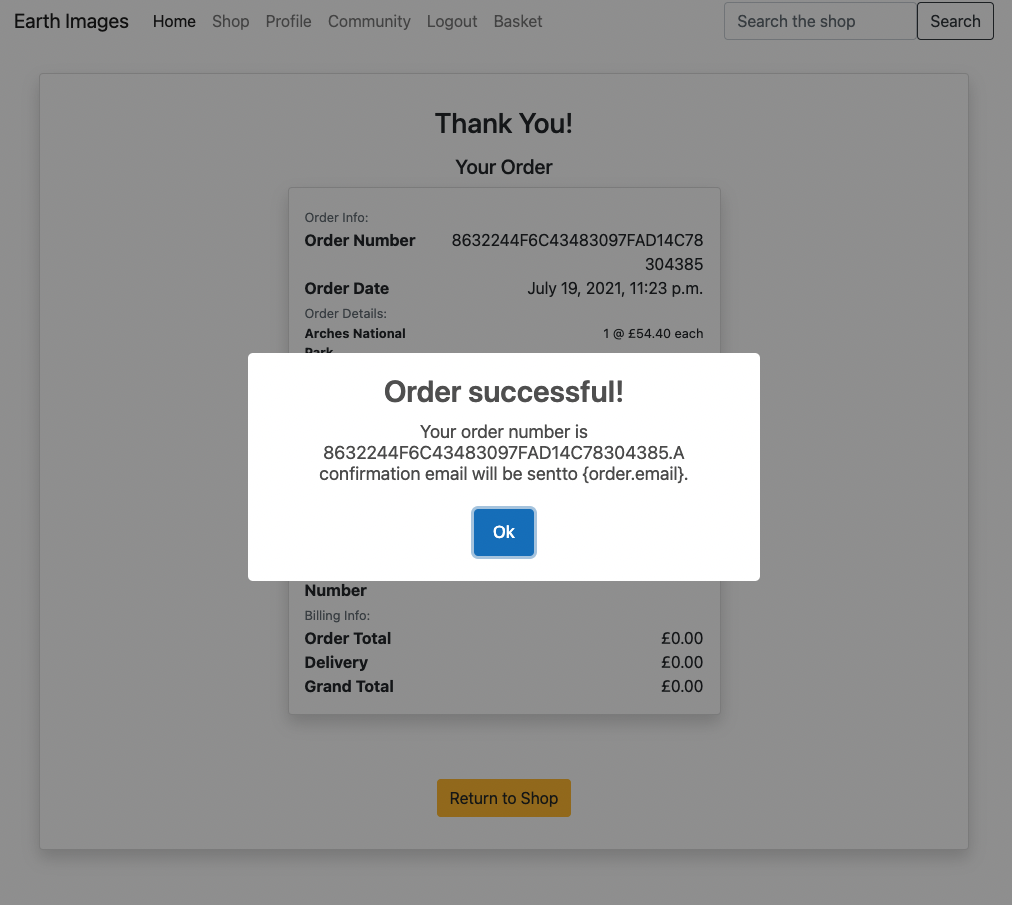 Earth Images Home Shop Profile Community Logout Basket Search the shop Search
Thank You!
Your Order
Order Info:
Order Number 8632244F6C43483097FAD14C78
304385
Order Date July 19, 2021, 11:23 p.m.
Order Details:
Arches National 1 @ £54.40 each
Park
Order successful!
Your order number is
8632244F6C43483097FAD14C78304385.A
confirmation email will be sentto {order.email}.
Ok
Number
Billing Info:
Order Total £0.00
Delivery £0.00
Grand Total £0.00
Return to Shop